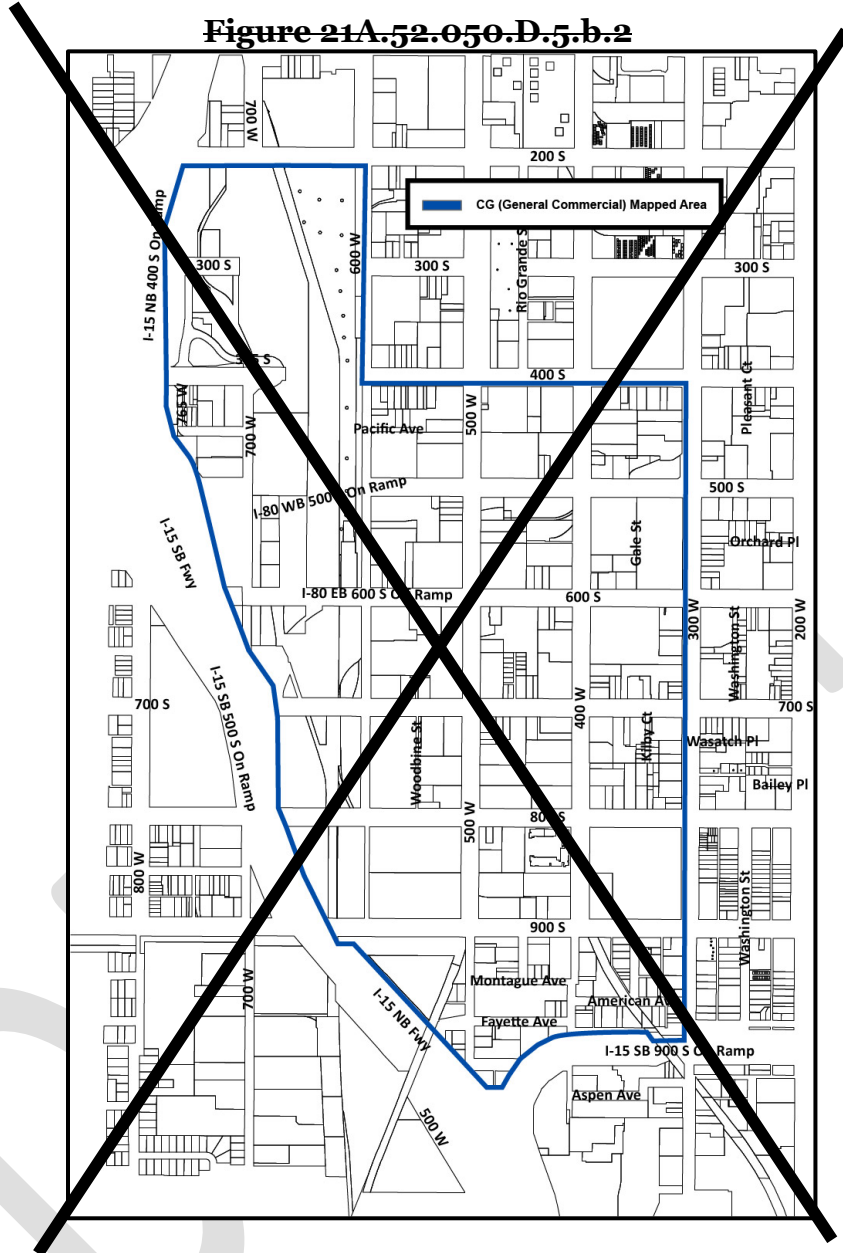 Figure 21A.52.050.D.5.b.2
700 W
200 S
CG (General Commercial) Mapped Area
I-15 NB 400 S On Ramp
600 W
Rio Grande S
300 S
300 S
300 S
400 S
765 W
Pleasant Ct
500 W
Pacific Ave
700 W
500 S
I-80 WB 500 S On Ramp
I-15 SB Fwy
Gale St
Orchard Pl
I-80 EB 600 S On Ramp
600 S
300 W
200 W
Washington St
I-15 SB 500 S On Ramp
700 S
700 S
400 W
Kilby Ct
Wasatch Pl
Woodbine St
Bailey Pl
500 W
800 S
800 W
900 S
Washington St
Montague Ave
700 W
American Av
I-15 NB Fwy
Fayette Ave
I-15 SB 900 S On Ramp
Aspen Ave
500 W